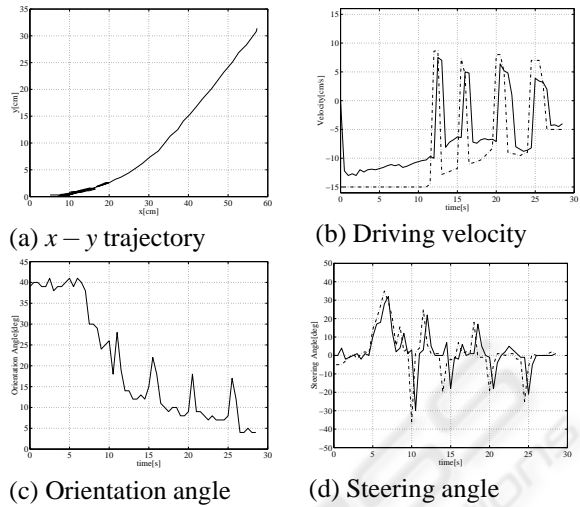 35
30
25
20
15
10
5
0
y[cm]
0 10 20 30 40 50 60
x[cm]
(a) x − y trajectory
10
5
0
−5
−10
−15
Velocity[cm/s]
0 5 10 15 20 25 30
time[s]
(b) Driving velocity
45
40
35
30
25
20
15
10
5
0
Orientation Angle[deg]
0 5 10 15 20 25 30
time[s]
(c) Orientation angle
50
40
30
20
10
0
−10
−20
−30
−40
−50
Steering Angle[deg]
0 5 10 15 20 25 30
time[s]
(d) Steering angle